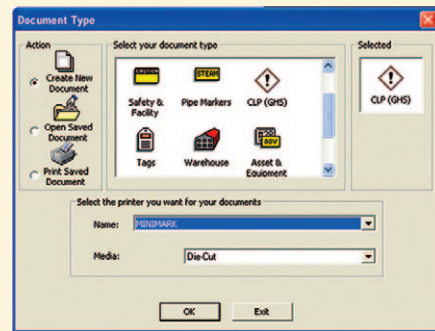 Document Type
Action
Create New
Document
Open Saved
Document
Print Saved
Document
Select your document type
CAUTION
Safety &
Facility
STEAM
Pipe Markers
CLP (GHS)
Tags
Warehouse
80V
Asset &
Equipment
Selected
CLP (GHS)
Select the printer you want for your documents
Name: MINIMARK
Media: Die-Cut
OK Exit